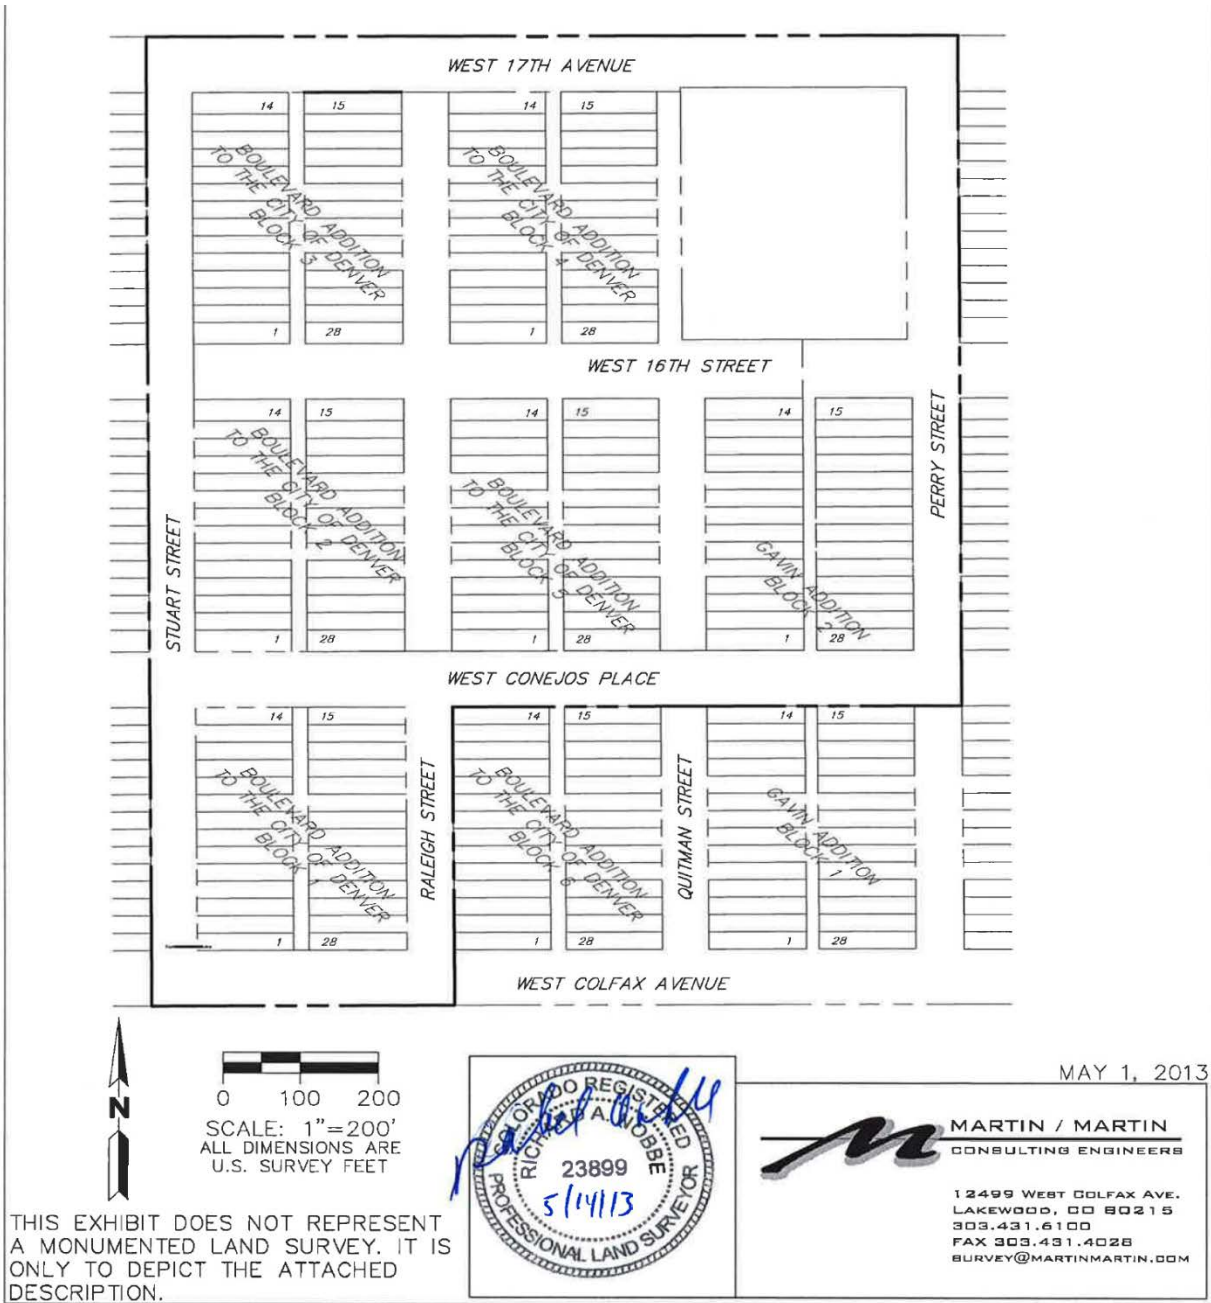 WEST 17TH AVENUE
14 15 14 15
BOULEVARD ADDITION
TO THE CITY OF DENVER
BLOCK 3
BOULEVARD ADDITION
TO THE CITY OF DENVER
BLOCK 4
1 28 1 28
WEST 16TH STREET
PERRY STREET
14 15 14 15 14 15
BOULEVARD ADDITION
TO THE CITY OF DENVER
BLOCK 2
BOULEVARD ADDITION
TO THE CITY OF DENVER
BLOCK 5
GAVIN ADDITION
BLOCK 2
STUART STREET
1 28 1 28 1 28
WEST CONEJOS PLACE
14 15 14 15 14 15
BOULEVARD ADDITION
TO THE CITY OF DENVER
BLOCK 1
RALEIGH STREET
BOULEVARD ADDITION
TO THE CITY OF DENVER
BLOCK 6
QUITMAN STREET
GAVIN ADDITION
BLOCK 1
1 28 1 28 1 28
WEST COLFAX AVENUE
N
0 100 200
SCALE: 1"=200'
ALL DIMENSIONS ARE
U.S. SURVEY FEET
THIS EXHIBIT DOES NOT REPRESENT
A MONUMENTED LAND SURVEY. IT IS
ONLY TO DEPICT THE ATTACHED
DESCRIPTION.
COLORADO REGISTERED
RICHARD A. NOBBE
23899
5/14/13
PROFESSIONAL LAND SURVEYOR
MAY 1, 2013
MARTIN / MARTIN
CONSULTING ENGINEERS
12499 WEST COLFAX AVE.
LAKEWOOD, CO 80215
303.431.6100
FAX 303.431.4028
SURVEY@MARTINMARTIN.COM